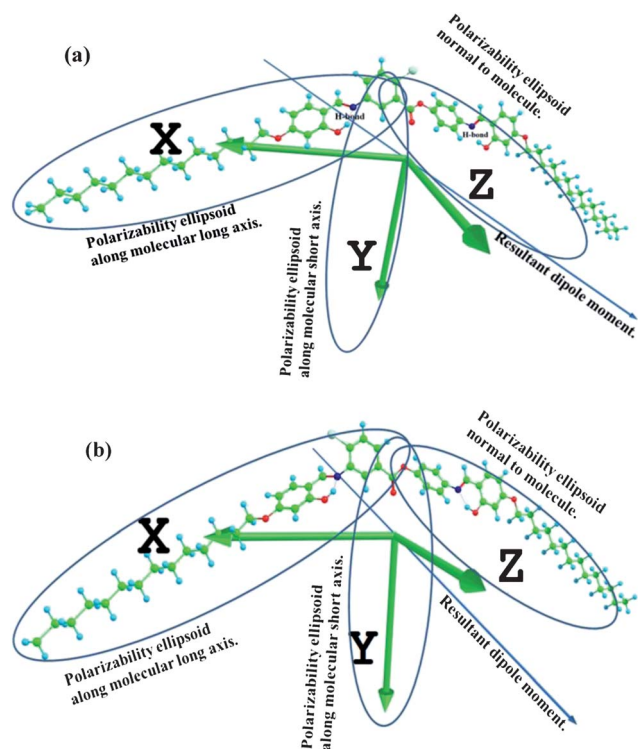 (a)
Polarizability ellipsoid
normal to molecule.
H-bond
H-bond
X
Z
Polarizability ellipsoid
along molecular long axis.
Polarizability ellipsoid
along molecular short axis.
Y
Resultant dipole moment.
(b)
Polarizability ellipsoid
normal to molecule.
X
Z
Polarizability ellipsoid
along molecular long axis.
Polarizability ellipsoid
along molecular short axis.
Y
Resultant dipole moment.